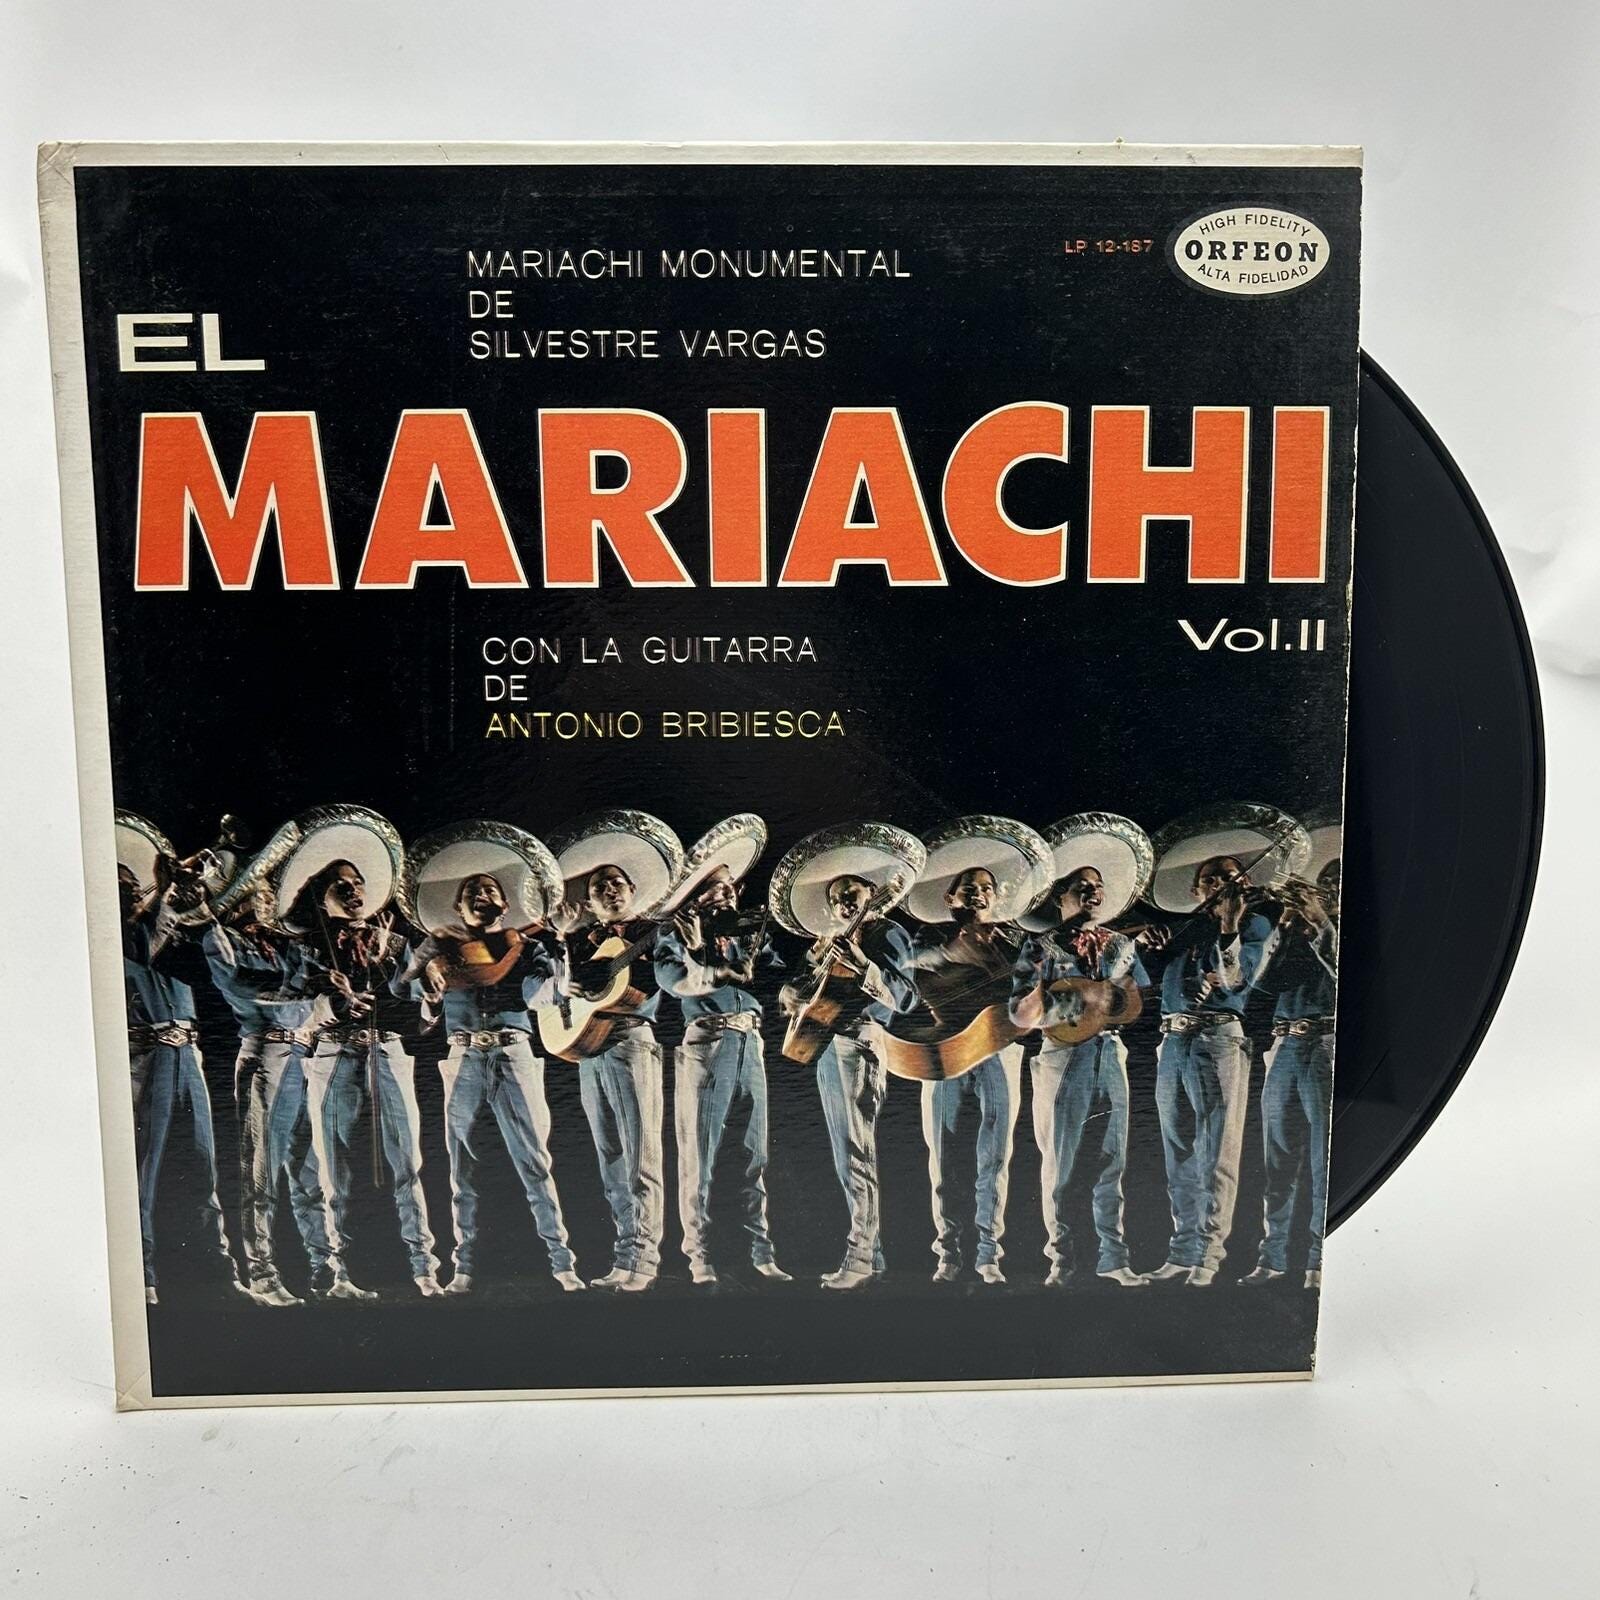 MARIACHI MONUMENTAL
DE
SILVESTRE VARGAS
LP 12-187
HIGH FIDELITY
ORFEON
ALTA FIDELIDAD
EL
MARIACHI
Vol.II
CON LA GUITARRA
DE
ANTONIO BRIBIESCA